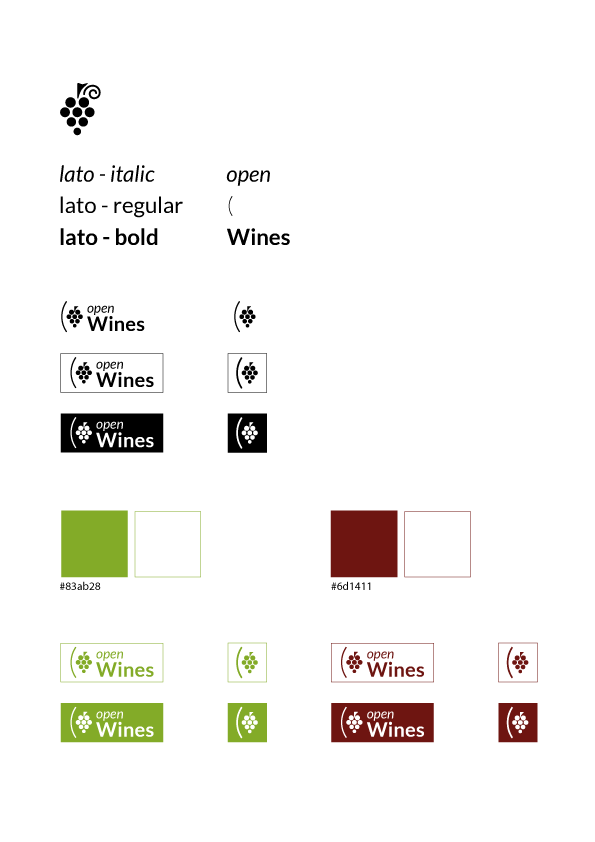 lato - italic open
lato - regular (
lato - bold Wines
( open
Wines (
( open
Wines (
( open
Wines (
#83ab28 #6d1411
( open
Wines ( ( open
Wines (
( open
Wines ( ( open
Wines (